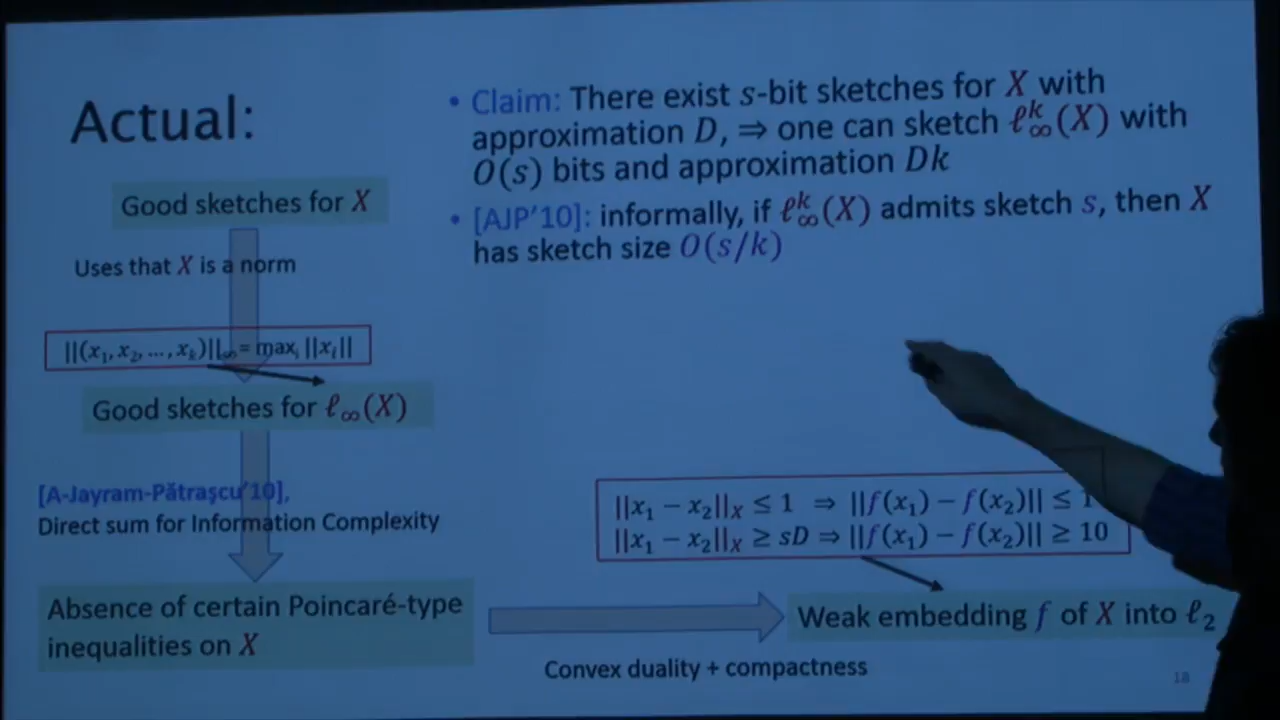 Actual:
Good sketches for X
Uses that X is a norm
||(x₁, x₂, …, xₖ)||∞ = maxᵢ ||xᵢ||
Good sketches for ℓ∞(X)
[A-Jayram-Pătraşcu'10],
Direct sum for Information Complexity
Absence of certain Poincaré-type
inequalities on X
• Claim: There exist s-bit sketches for X with
approximation D, ⇒ one can sketch ℓ∞ᵏ(X) with
O(s) bits and approximation Dk
• [AJP'10]: informally, if ℓ∞ᵏ(X) admits sketch s, then X
has sketch size O(s/k)
||x₁ − x₂||_X ≤ 1 ⇒ ||f(x₁) − f(x₂)|| ≤ 1
||x₁ − x₂||_X ≥ sD ⇒ ||f(x₁) − f(x₂)|| ≥ 10
Weak embedding f of X into ℓ₂
Convex duality + compactness
18